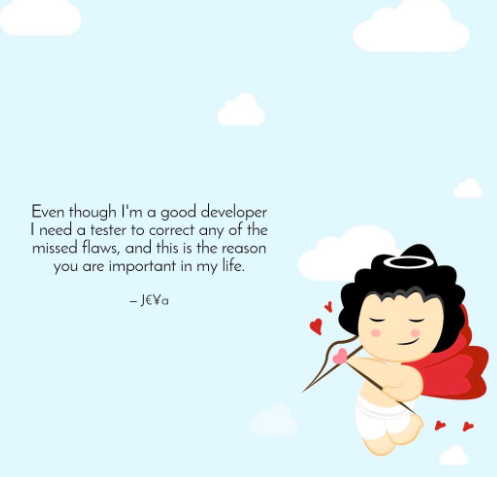 Even though I'm a good developer
I need a tester to correct any of the
missed flaws, and this is the reason
you are important in my life.
– J€¥a